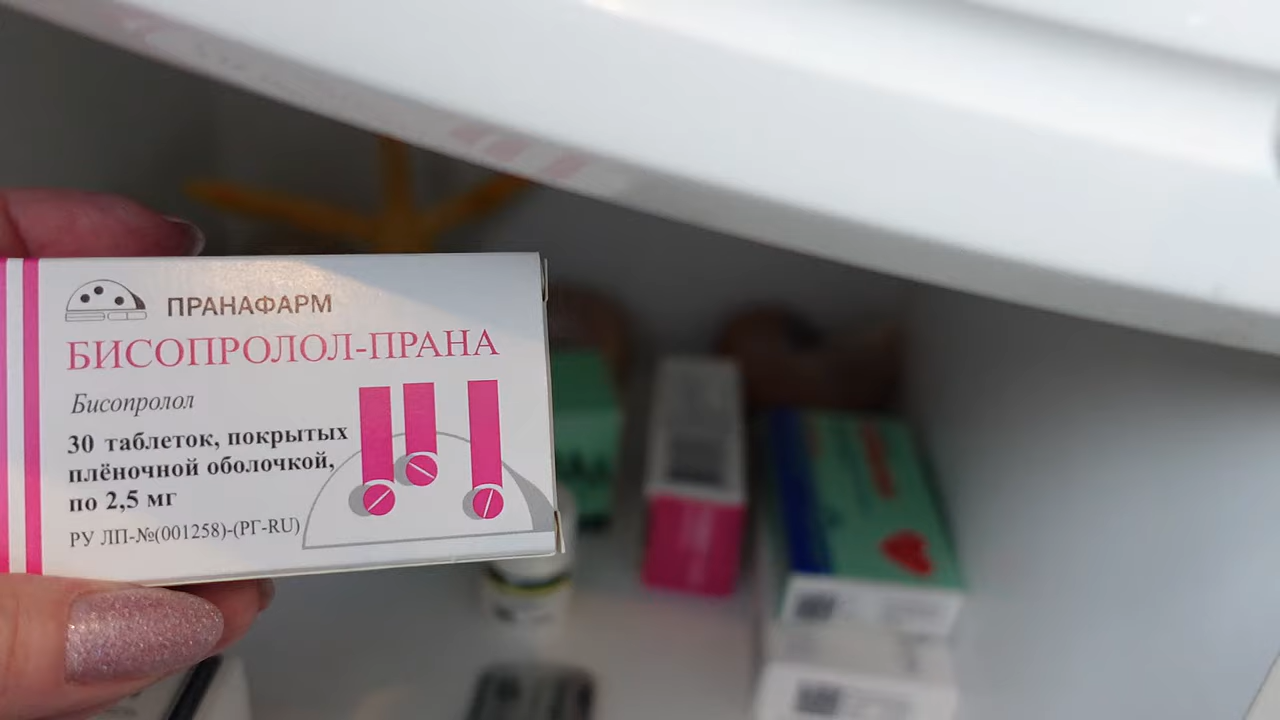 ПРАНАФАРМ
БИСОПРОЛОЛ-ПРАНА
Бисопролол
30 таблеток, покрытых
плёночной оболочкой,
по 2,5 мг
РУ ЛП-№(001258)-(РГ-RU)